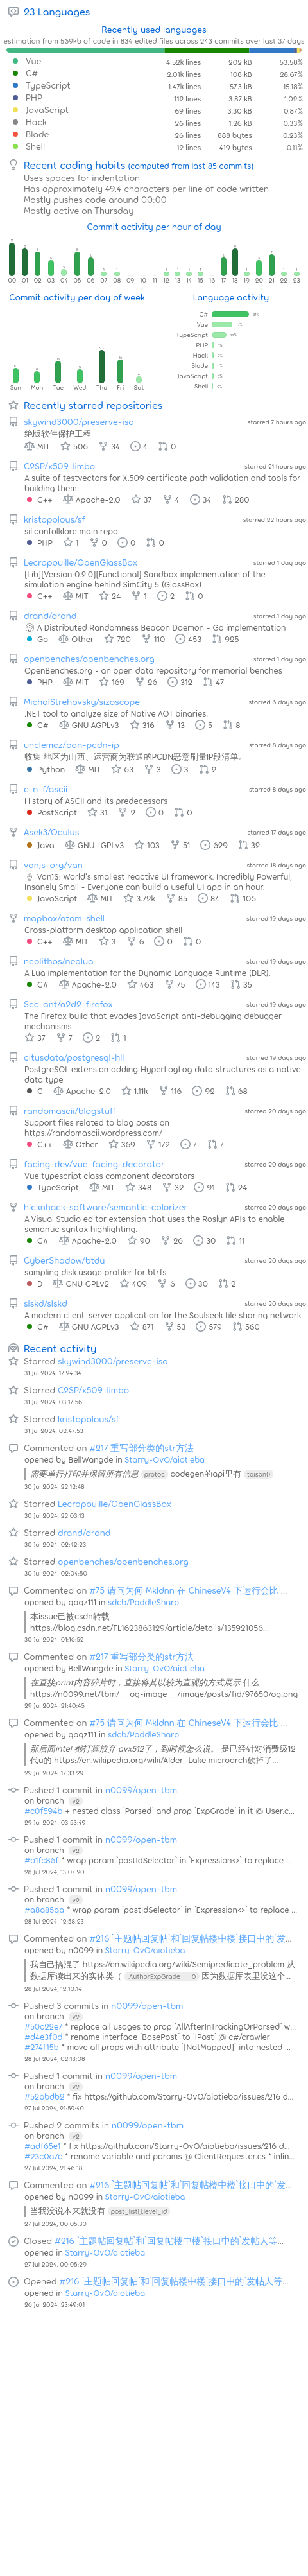 23 Languages
Recently used languages
estimation from 569kb of code in 834 edited files across 243 commits over last 37 days
Vue 4.52k lines 202 kB 53.58%
C# 2.01k lines 108 kB 28.67%
TypeScript 1.47k lines 57.3 kB 15.18%
PHP 112 lines 3.87 kB 1.02%
JavaScript 69 lines 3.30 kB 0.87%
Hack 26 lines 1.26 kB 0.33%
Blade 26 lines 888 bytes 0.23%
Shell 12 lines 419 bytes 0.11%
Recent coding habits (computed from last 85 commits)
Uses spaces for indentation
Has approximately 49.4 characters per line of code written
Mostly pushes code around 00:00
Mostly active on Thursday
Commit activity per hour of day
00 01 02 03 04 05 06 07 08 09 10 11 12 13 14 15 16 17 18 19 20 21 22 23
Commit activity per day of week
Sun Mon Tue Wed Thu Fri Sat
Language activity
C#
Vue
TypeScript
PHP
Hack
Blade
JavaScript
Shell
Recently starred repositories
skywind3000/preserve-iso starred 7 hours ago
绝版软件保护工程
MIT 506 34 4 0
C2SP/x509-limbo starred 21 hours ago
A suite of testvectors for X.509 certificate path validation and tools for
building them
C++ Apache-2.0 37 4 34 280
kristopolous/sf starred 22 hours ago
siliconfolklore main repo
PHP 1 0 0 0
Lecrapouille/OpenGlassBox starred 1 day ago
[Lib][Version 0.2.0][Functional] Sandbox implementation of the
simulation engine behind SimCity 5 (GlassBox)
C++ MIT 24 1 2 0
drand/drand starred 1 day ago
🎲 A Distributed Randomness Beacon Daemon - Go implementation
Go Other 720 110 453 925
openbenches/openbenches.org starred 1 day ago
OpenBenches.org - an open data repository for memorial benches
PHP MIT 169 26 312 47
MichalStrehovsky/sizoscope starred 6 days ago
.NET tool to analyze size of Native AOT binaries.
C# GNU AGPLv3 316 13 5 8
unclemcz/ban-pcdn-ip starred 8 days ago
收集 地区为山西、运营商为联通的PCDN恶意刷量IP段清单。
Python MIT 63 3 3 2
e-n-f/ascii starred 8 days ago
History of ASCII and its predecessors
PostScript 31 2 0 0
Asek3/Oculus starred 17 days ago
Java GNU LGPLv3 103 51 629 32
vanjs-org/van starred 18 days ago
🍦 VanJS: World's smallest reactive UI framework. Incredibly Powerful,
Insanely Small - Everyone can build a useful UI app in an hour.
JavaScript MIT 3.72k 85 84 106
mapbox/atom-shell starred 19 days ago
Cross-platform desktop application shell
C++ MIT 3 6 0 0
neolithos/neolua starred 19 days ago
A Lua implementation for the Dynamic Language Runtime (DLR).
C# Apache-2.0 463 75 143 35
Sec-ant/a2d2-firefox starred 19 days ago
The Firefox build that evades JavaScript anti-debugging debugger
mechanisms
37 7 2 1
citusdata/postgresql-hll starred 19 days ago
PostgreSQL extension adding HyperLogLog data structures as a native
data type
C Apache-2.0 1.11k 116 92 68
randomascii/blogstuff starred 20 days ago
Support files related to blog posts on
https://randomascii.wordpress.com/
C++ Other 369 172 7 7
facing-dev/vue-facing-decorator starred 20 days ago
Vue typescript class component decorators
TypeScript MIT 348 32 91 24
hicknhack-software/semantic-colorizer starred 20 days ago
A Visual Studio editor extension that uses the Roslyn APIs to enable
semantic syntax highlighting.
C# Apache-2.0 90 26 30 11
CyberShadow/btdu starred 20 days ago
sampling disk usage profiler for btrfs
D GNU GPLv2 409 6 30 2
slskd/slskd starred 20 days ago
A modern client-server application for the Soulseek file sharing network.
C# GNU AGPLv3 871 53 579 560
Recent activity
Starred skywind3000/preserve-iso
31 Jul 2024, 17:24:34
Starred C2SP/x509-limbo
31 Jul 2024, 03:17:56
Starred kristopolous/sf
31 Jul 2024, 02:47:53
Commented on #217 重写部分类的str方法
opened by BellWangde in Starry-OvO/aiotieba
需要单行打印并保留所有信息 protoc codegen的api里有 tojson()
30 Jul 2024, 22:12:48
Starred Lecrapouille/OpenGlassBox
30 Jul 2024, 22:03:13
Starred drand/drand
30 Jul 2024, 02:42:23
Starred openbenches/openbenches.org
30 Jul 2024, 02:04:50
Commented on #75 请问为何 Mkldnn 在 ChineseV4 下运行会比 ...
opened by qaqz111 in sdcb/PaddleSharp
本issue已被csdn转载
https://blog.csdn.net/FL1623863129/article/details/135921056...
30 Jul 2024, 01:16:52
Commented on #217 重写部分类的str方法
opened by BellWangde in Starry-OvO/aiotieba
在直接print内容碎片时，直接将其以较为直观的方式展示 什么
https://n0099.net/tbm/__og-image__/image/posts/fid/97650/og.png
29 Jul 2024, 21:40:45
Commented on #75 请问为何 Mkldnn 在 ChineseV4 下运行会比 ...
opened by qaqz111 in sdcb/PaddleSharp
那后面intel 都打算放弃 avx512了，到时候怎么说。 是已经针对消费级12
代u的 https://en.wikipedia.org/wiki/Alder_Lake microarch砍掉了...
29 Jul 2024, 17:33:29
Pushed 1 commit in n0099/open-tbm
on branch v2
#c0f594b + nested class `Parsed` and prop `ExpGrade` in it @ User.c...
29 Jul 2024, 03:53:49
Pushed 1 commit in n0099/open-tbm
on branch v2
#b1fc86f * wrap param `postIdSelector` in `Expression<>` to replace ...
28 Jul 2024, 13:07:20
Pushed 1 commit in n0099/open-tbm
on branch v2
#a8a85aa * wrap param `postIdSelector` in `Expression<>` to replace ...
28 Jul 2024, 12:58:23
Commented on #216 `主题帖回复帖`和`回复帖楼中楼`接口中的`发...
opened by n0099 in Starry-OvO/aiotieba
我自己搞混了 https://en.wikipedia.org/wiki/Semipredicate_problem 从
数据库读出来的实体类（ .AuthorExpGrade == 0 因为数据库表里没这个...
28 Jul 2024, 12:10:14
Pushed 3 commits in n0099/open-tbm
on branch v2
#50c22e7 * replace all usages to prop `AllAfterInTrackingOrParsed` w...
#d4e3f0d * rename interface `BasePost` to `IPost` @ c#/crawler
#274f15b * move all props with attribute `[NotMapped]` into nested ...
28 Jul 2024, 02:13:08
Pushed 1 commit in n0099/open-tbm
on branch v2
#52bbdb2 * fix https://github.com/Starry-OvO/aiotieba/issues/216 d...
27 Jul 2024, 21:59:40
Pushed 2 commits in n0099/open-tbm
on branch v2
#adf65e1 * fix https://github.com/Starry-OvO/aiotieba/issues/216 d...
#23c0a7c * rename variable and params @ ClientRequester.cs * inlin...
27 Jul 2024, 21:46:18
Commented on #216 `主题帖回复帖`和`回复帖楼中楼`接口中的`发...
opened by n0099 in Starry-OvO/aiotieba
当我没说本来就没有 post_list[].level_id
27 Jul 2024, 00:05:30
Closed #216 `主题帖回复帖`和`回复帖楼中楼`接口中的`发帖人等...
opened in Starry-OvO/aiotieba
27 Jul 2024, 00:05:29
Opened #216 `主题帖回复帖`和`回复帖楼中楼`接口中的`发帖人等...
opened in Starry-OvO/aiotieba
26 Jul 2024, 23:49:01